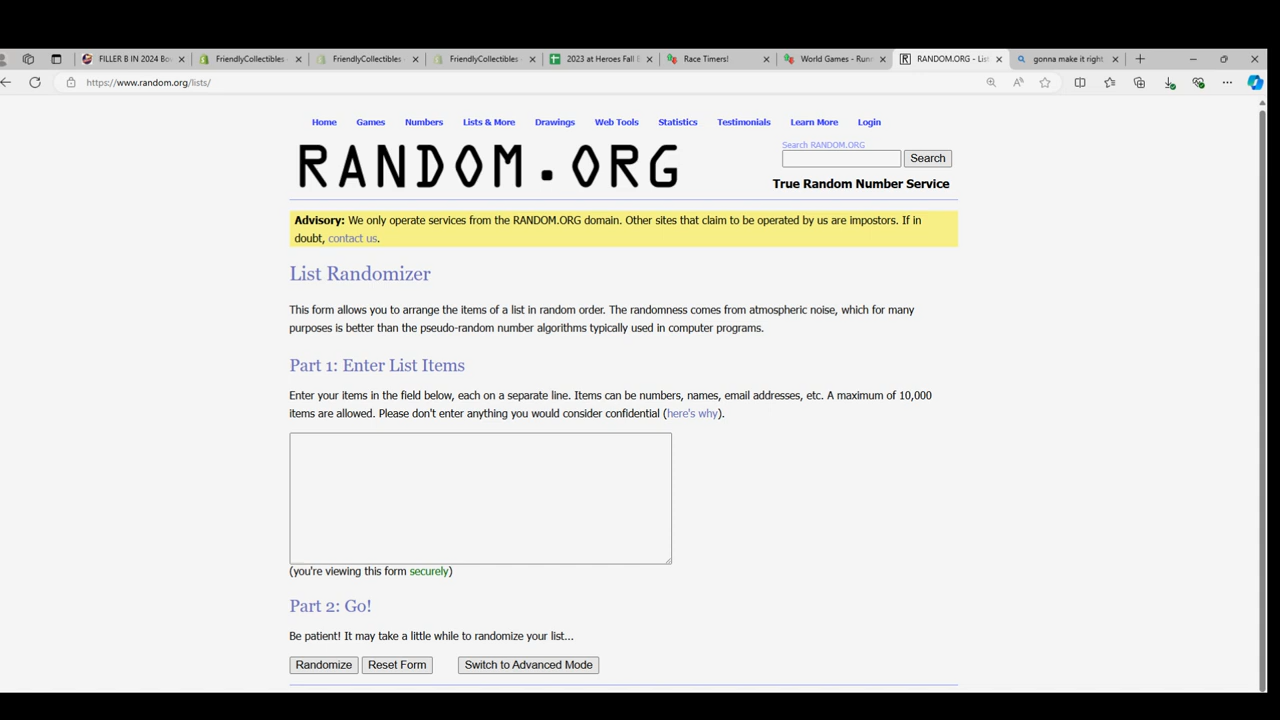 FILLER B IN 2024 Bo
FriendlyCollectibles
FriendlyCollectibles
FriendlyCollectibles
2023 at Heroes Fall E
Race Timers!
World Games - Runn
RANDOM.ORG - List
gonna make it right
https://www.random.org/lists/
Home Games Numbers Lists & More Drawings Web Tools Statistics Testimonials Learn More Login
RANDOM.ORG
Search RANDOM.ORG
Search
True Random Number Service
Advisory: We only operate services from the RANDOM.ORG domain. Other sites that claim to be operated by us are impostors. If in
doubt, contact us.
List Randomizer
This form allows you to arrange the items of a list in random order. The randomness comes from atmospheric noise, which for many
purposes is better than the pseudo-random number algorithms typically used in computer programs.
Part 1: Enter List Items
Enter your items in the field below, each on a separate line. Items can be numbers, names, email addresses, etc. A maximum of 10,000
items are allowed. Please don't enter anything you would consider confidential (here's why).
(you're viewing this form securely)
Part 2: Go!
Be patient! It may take a little while to randomize your list...
Randomize Reset Form Switch to Advanced Mode